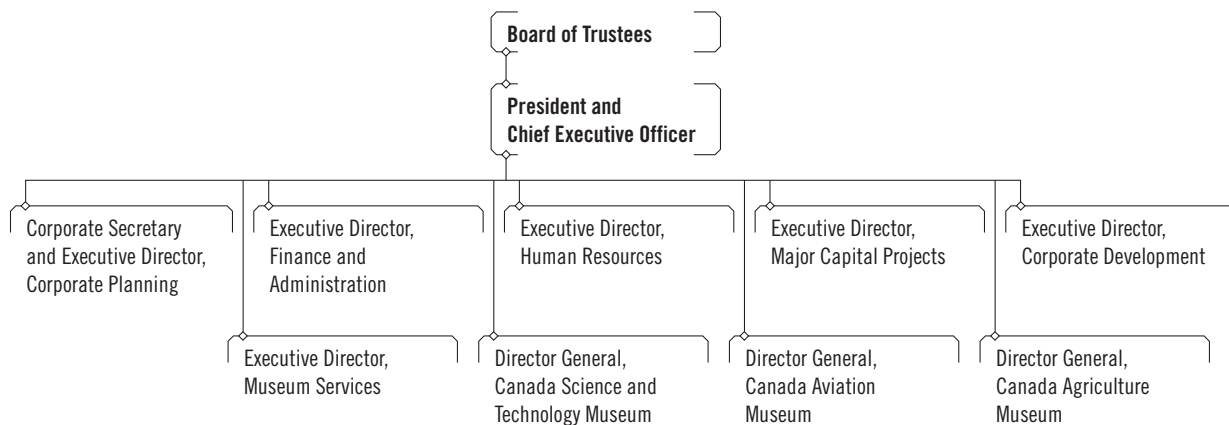 Board of Trustees
President and
Chief Executive Officer
Corporate Secretary
and Executive Director,
Corporate Planning
Executive Director,
Finance and
Administration
Executive Director,
Human Resources
Executive Director,
Major Capital Projects
Executive Director,
Corporate Development
Executive Director,
Museum Services
Director General,
Canada Science and
Technology Museum
Director General,
Canada Aviation
Museum
Director General,
Canada Agriculture
Museum